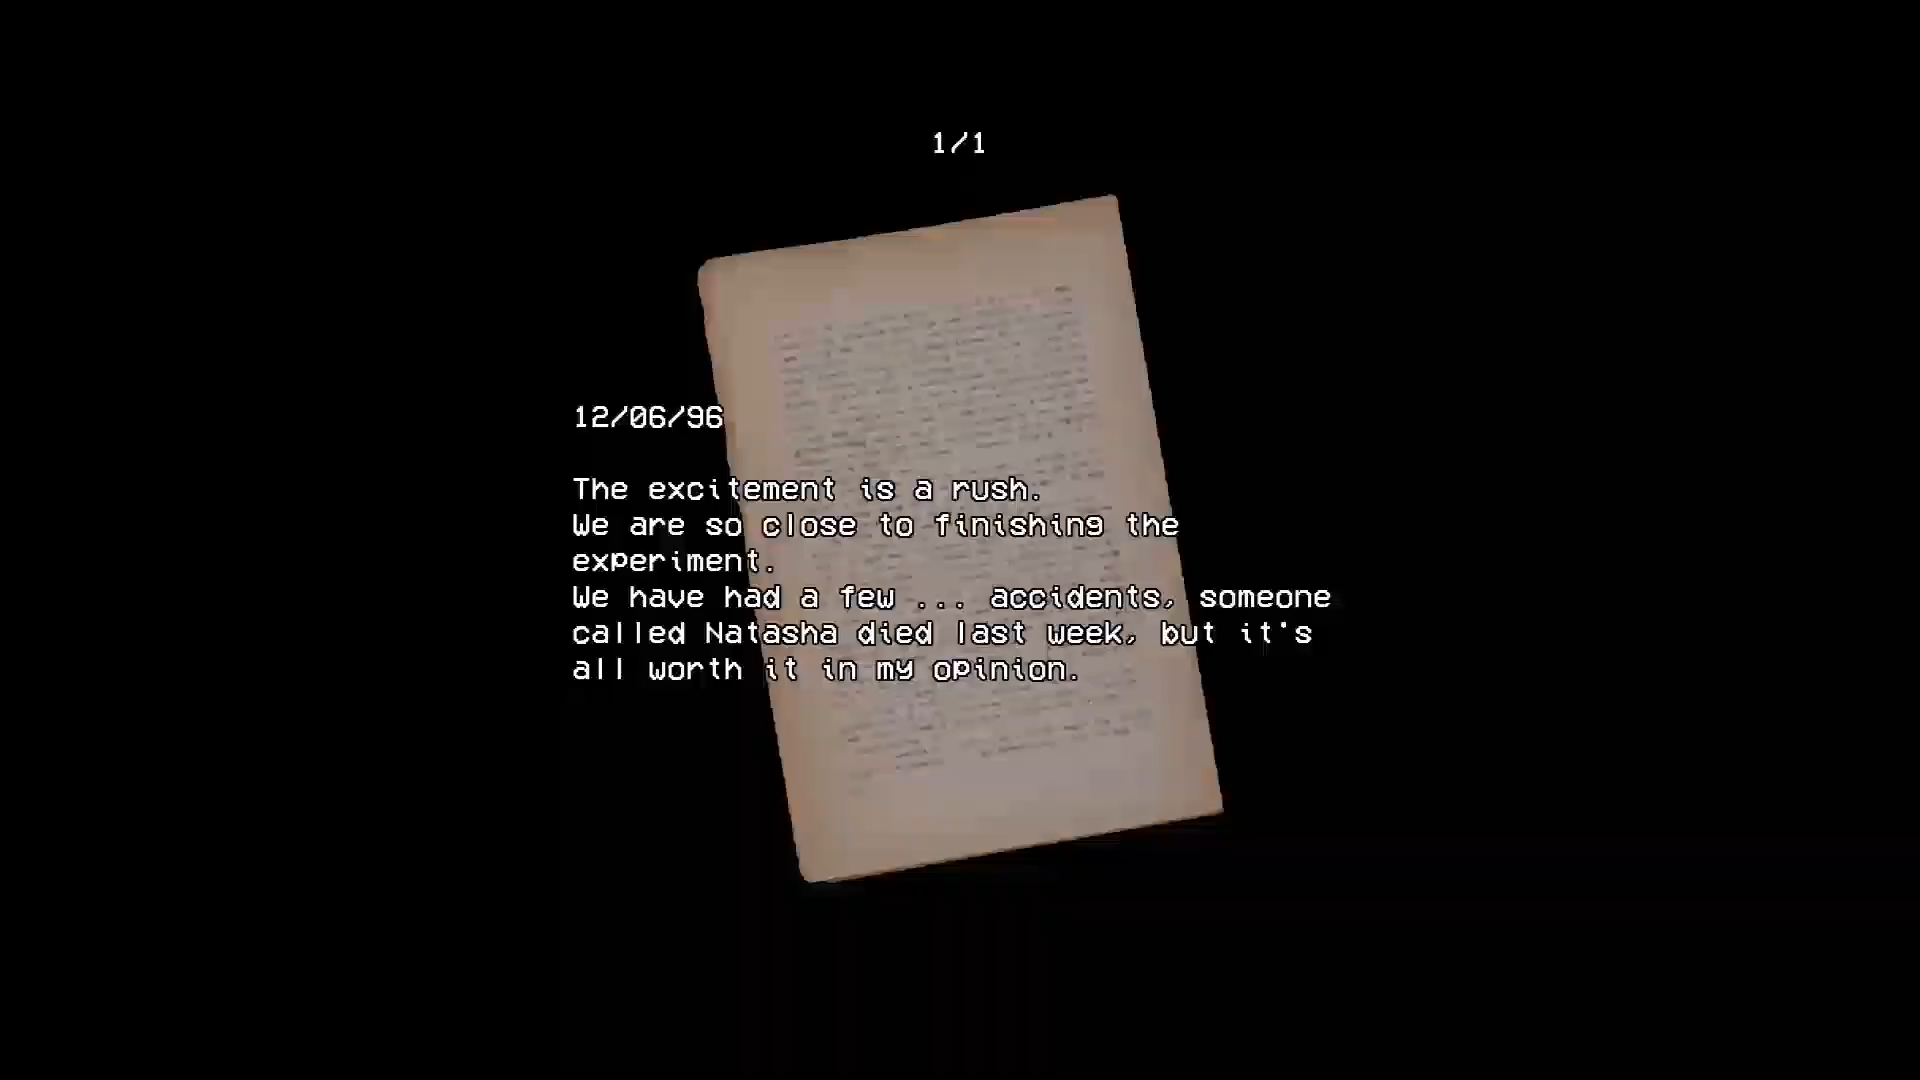 1/1
12/06/96
The excitement is a rush.
We are so close to finishing the
experiment.
We have had a few ... accidents, someone
called Natasha died last week, but it's
all worth it in my opinion.